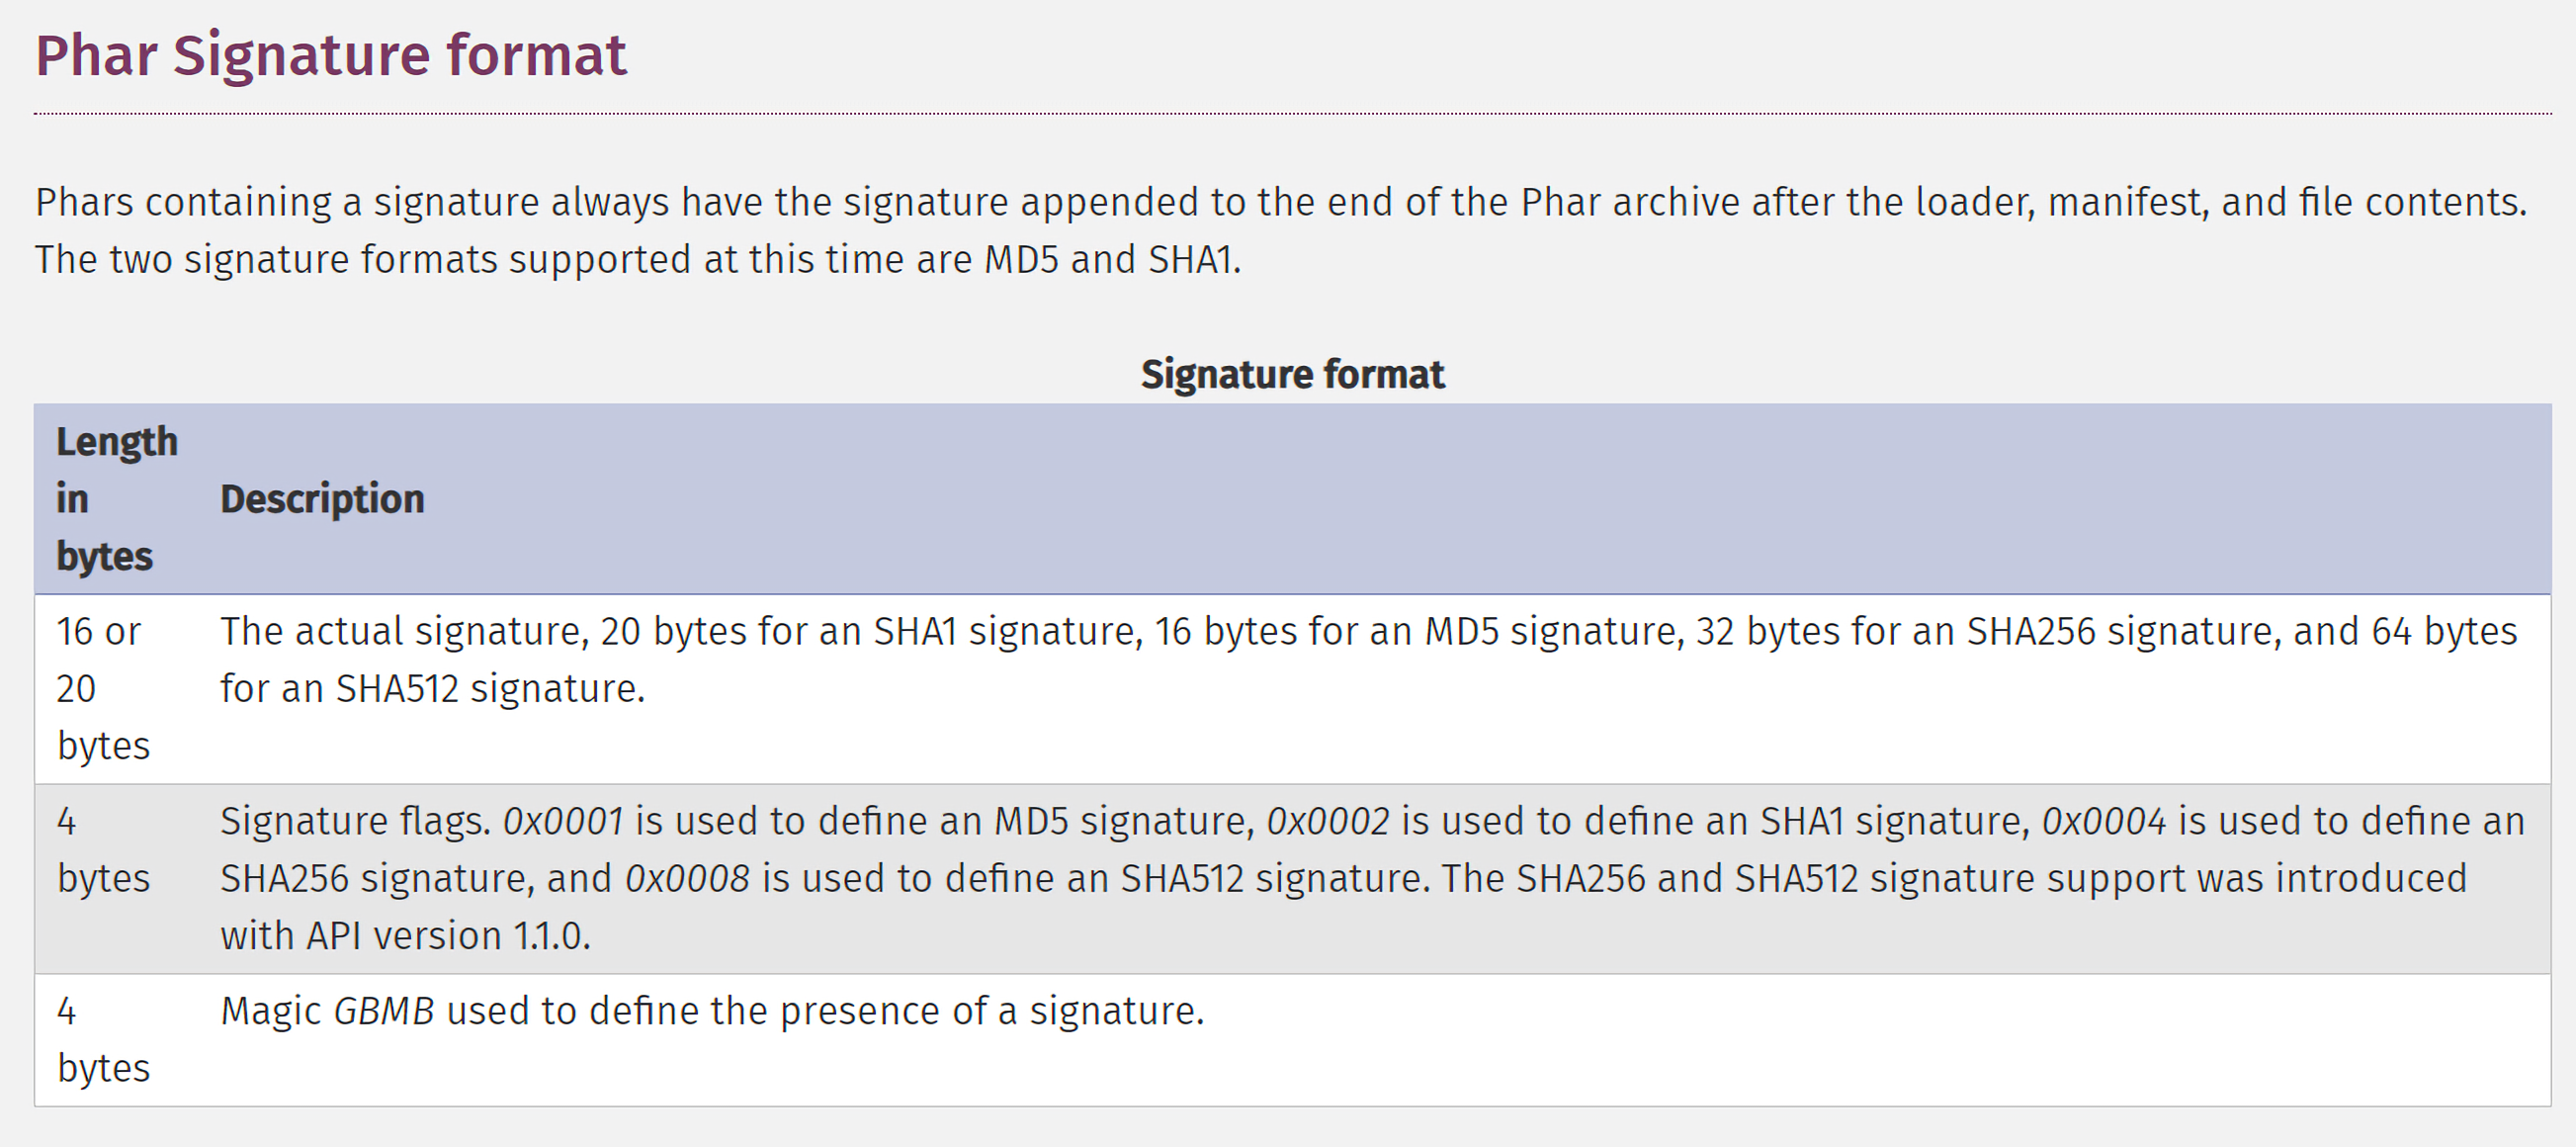 Phar Signature format
Phars containing a signature always have the signature appended to the end of the Phar archive after the loader, manifest, and file contents.
The two signature formats supported at this time are MD5 and SHA1.
Signature format
Length
in
bytes
Description
16 or
20
bytes
The actual signature, 20 bytes for an SHA1 signature, 16 bytes for an MD5 signature, 32 bytes for an SHA256 signature, and 64 bytes
for an SHA512 signature.
4
bytes
Signature flags. 0x0001 is used to define an MD5 signature, 0x0002 is used to define an SHA1 signature, 0x0004 is used to define an
SHA256 signature, and 0x0008 is used to define an SHA512 signature. The SHA256 and SHA512 signature support was introduced
with API version 1.1.0.
4
bytes
Magic GBMB used to define the presence of a signature.